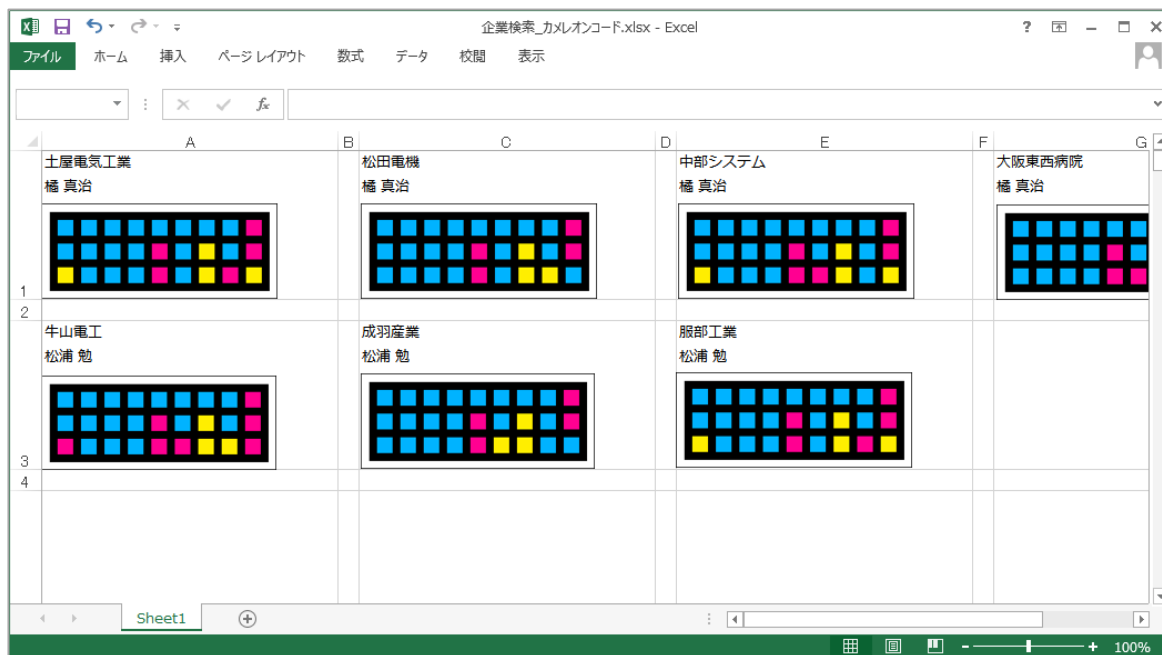 企業検索_カメレオンコード.xlsx - Excel
?
ファイル ホーム 挿入 ページ レイアウト 数式 データ 校閲 表示
fx
A B C D E F G
土屋電気工業 松田電機 中部システム 大阪東西病院
橘 真治 橘 真治 橘 真治 橘 真治
1
2
牛山電工 成羽産業 服部工業
松浦 勉 松浦 勉 松浦 勉
3
4
Sheet1
100%